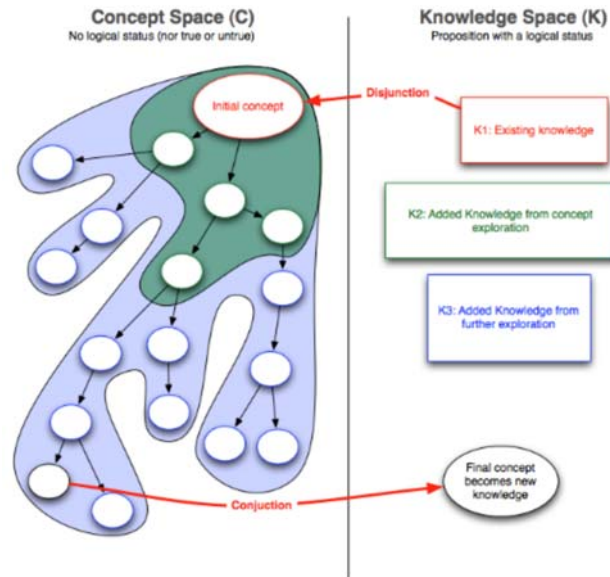 Concept Space (C)
No logical status (nor true or untrue)
Knowledge Space (K)
Proposition with a logical status
Initial concept
Disjunction
K1: Existing knowledge
K2: Added Knowledge from concept
exploration
K3: Added Knowledge from
further exploration
Conjuction
Final concept
becomes new
knowledge